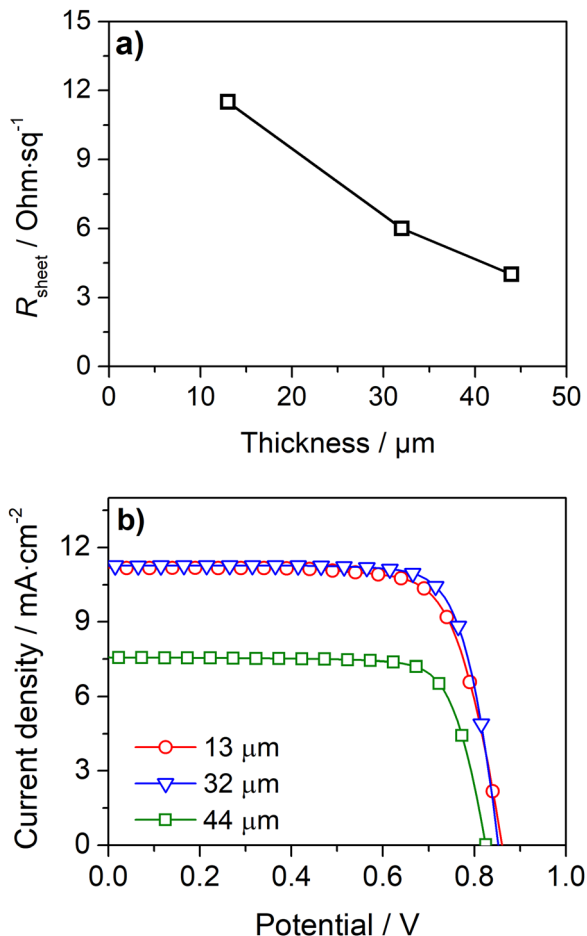 a)
15
12
9
6
3
0
R_sheet / Ohm·sq⁻¹
0 10 20 30 40 50
Thickness / µm
b)
12
9
6
3
0
Current density / mA·cm⁻²
13 µm
32 µm
44 µm
0.0 0.2 0.4 0.6 0.8 1.0
Potential / V